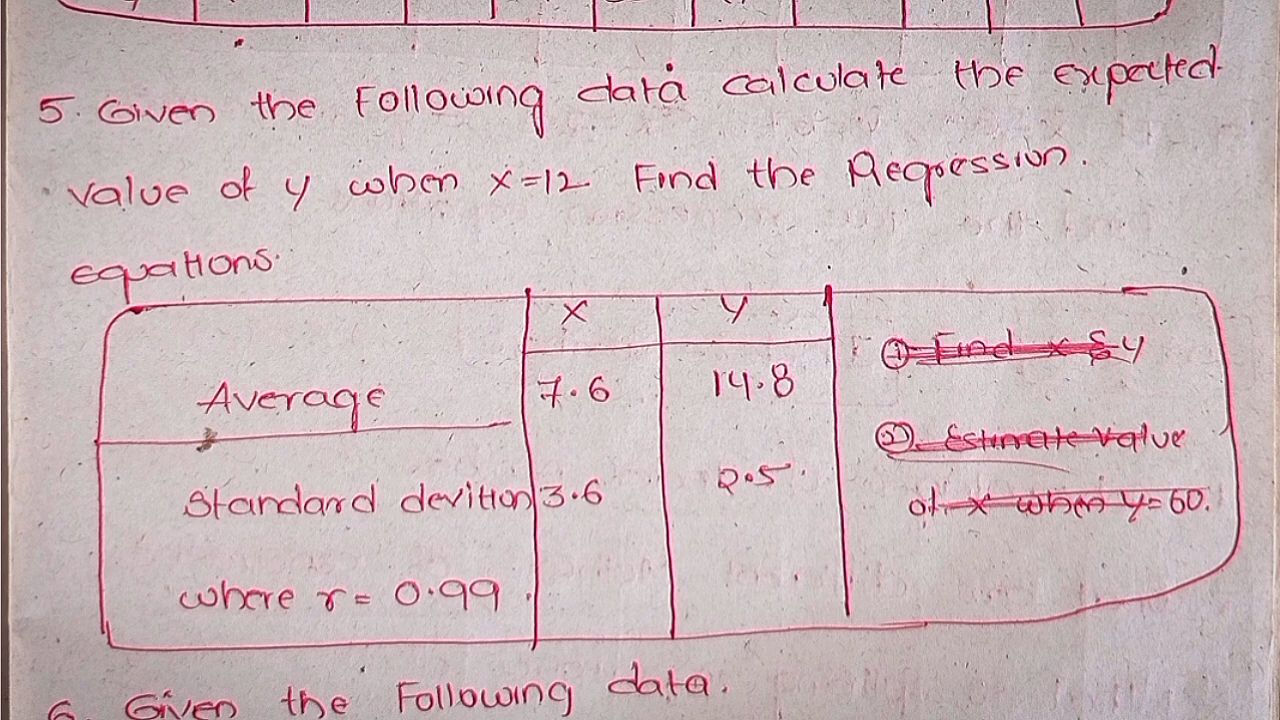 5. Given the Following data calculate the expected
value of y when x=12 Find the Regression.
equations.
x y
Average 7.6 14.8
Standard devition 3.6 2.5
where r = 0.99.
① Find x & y
②. Estimate value
of x when y=60.
6. Given the Following data.